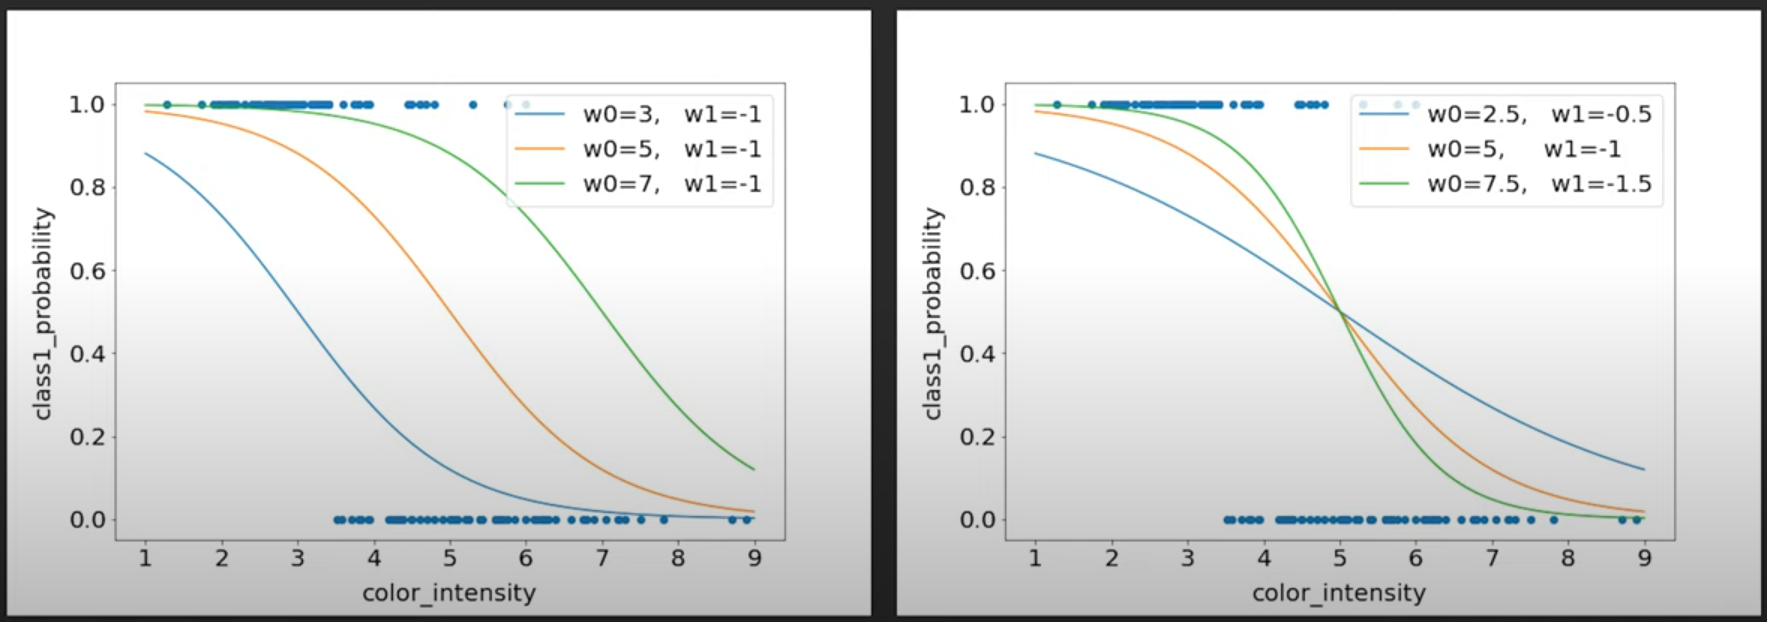 1.0
0.8
0.6
0.4
0.2
0.0
class1_probability
w0=3, w1=-1
w0=5, w1=-1
w0=7, w1=-1
1 2 3 4 5 6 7 8 9
color_intensity
1.0
0.8
0.6
0.4
0.2
0.0
class1_probability
w0=2.5, w1=-0.5
w0=5, w1=-1
w0=7.5, w1=-1.5
1 2 3 4 5 6 7 8 9
color_intensity